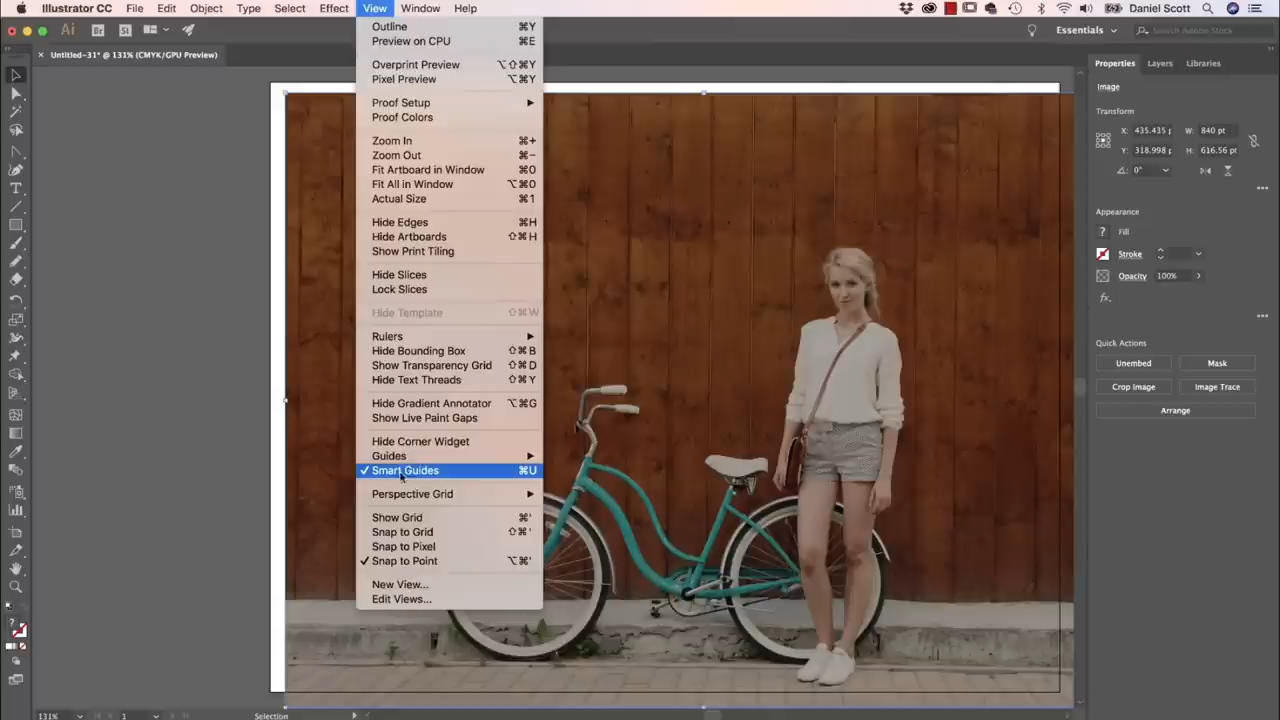 Illustrator CC File Edit Object Type Select Effect View Window Help Daniel Scott
Ai Br St Essentials Search Adobe Stock
× Untitled-31* @ 131% (CMYK/GPU Preview)
Outline ⌘Y
Preview on CPU ⌘E
Overprint Preview ⌥⇧⌘Y
Pixel Preview ⌥⌘Y
Proof Setup
Proof Colors
Zoom In ⌘+
Zoom Out ⌘−
Fit Artboard in Window ⌘0
Fit All in Window ⌥⌘0
Actual Size ⌘1
Hide Edges ⌘H
Hide Artboards ⇧⌘H
Show Print Tiling
Hide Slices
Lock Slices
Hide Template ⇧⌘W
Rulers
Hide Bounding Box ⇧⌘B
Show Transparency Grid ⇧⌘D
Hide Text Threads ⇧⌘Y
Hide Gradient Annotator ⌥⌘G
Show Live Paint Gaps
Hide Corner Widget
Guides
✓ Smart Guides ⌘U
Perspective Grid
Show Grid ⌘'
Snap to Grid ⇧⌘'
Snap to Pixel
✓ Snap to Point ⌥⌘'
New View...
Edit Views...
Properties Layers Libraries
Image
Transform
X: 435.435 p W: 840 pt
Y: 318.998 p H: 616.56 pt
0°
Appearance
? Fill
Stroke
Opacity 100%
fx.
Quick Actions
Unembed Mask
Crop Image Image Trace
Arrange
131% 1 Selection